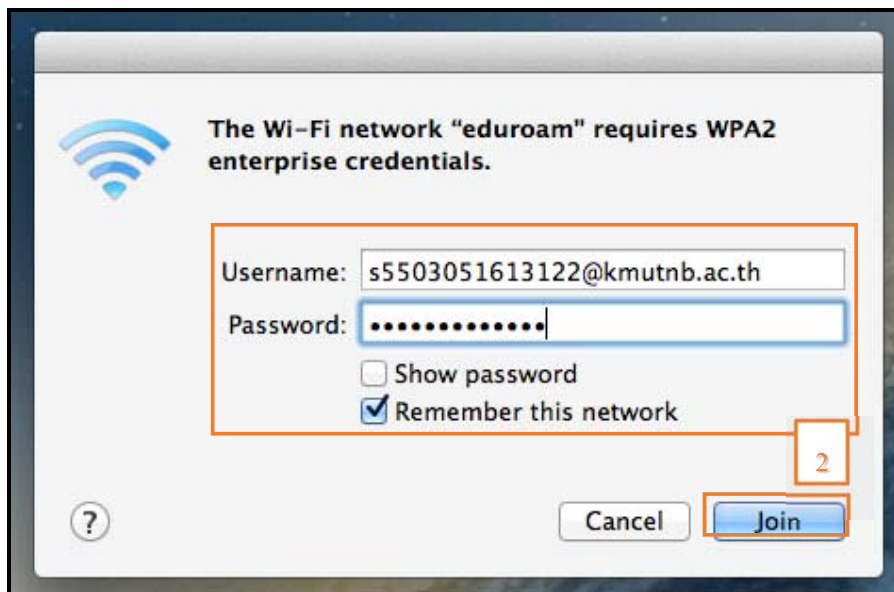 The Wi-Fi network “eduroam" requires WPA2
enterprise credentials.
Username: s5503051613122@kmutnb.ac.th
Password: •••••••••••••
Show password
Remember this network
2
? Cancel Join